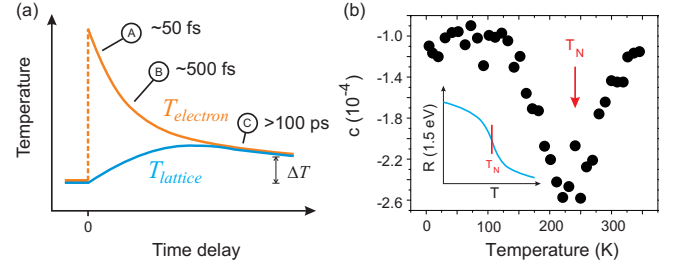 (a)
A ~50 fs
B ~500 fs
T_electron
C >100 ps
T_lattice
ΔT
Temperature
0
Time delay
(b)
-1.0
-1.4
-1.8
-2.2
-2.6
c (10⁻⁴)
T_N
R (1.5 eV)
T_N
T
0 100 200 300
Temperature (K)